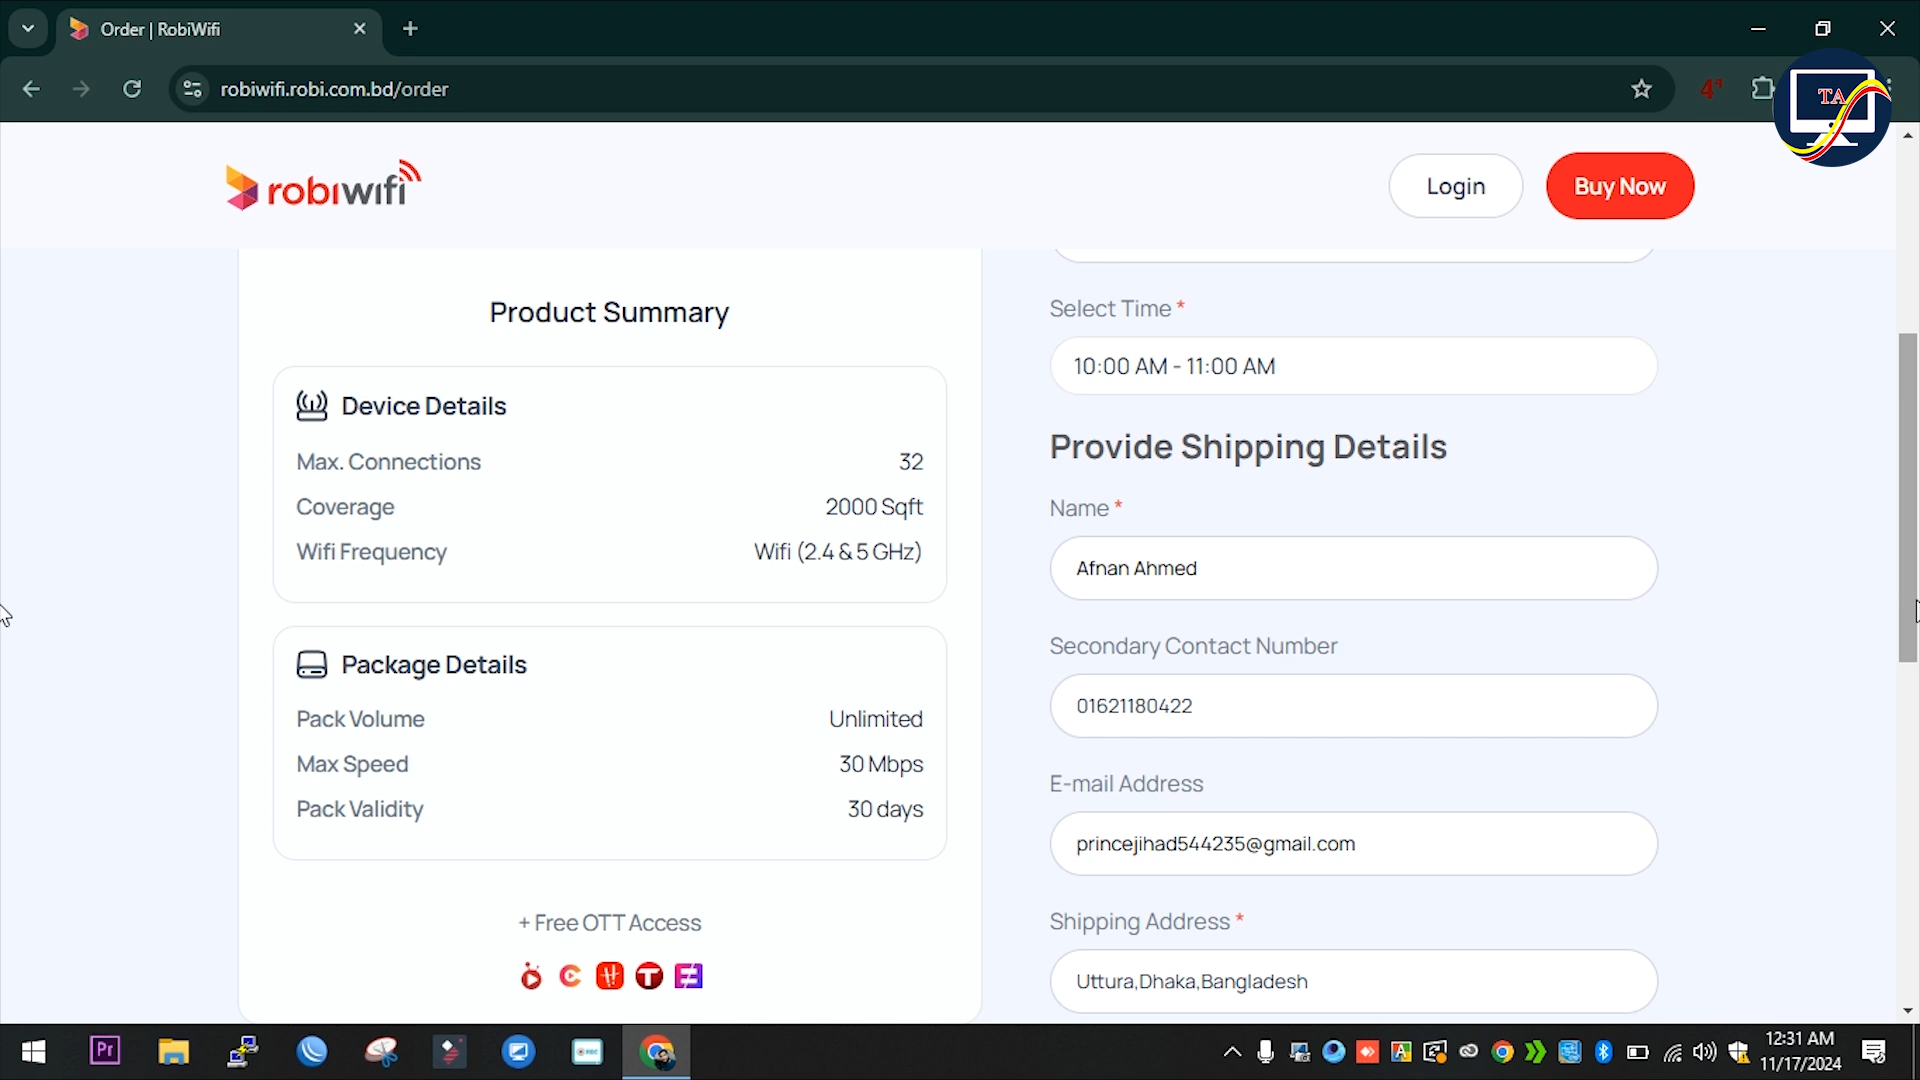 Order | RobiWifi
robiwifi.robi.com.bd/order
TA
robiwifi
Login
Buy Now
Product Summary
Device Details
Max. Connections 32
Coverage 2000 Sqft
Wifi Frequency Wifi (2.4 & 5 GHz)
Package Details
Pack Volume Unlimited
Max Speed 30 Mbps
Pack Validity 30 days
+ Free OTT Access
Select Time *
10:00 AM - 11:00 AM
Provide Shipping Details
Name *
Afnan Ahmed
Secondary Contact Number
01621180422
E-mail Address
princejihad544235@gmail.com
Shipping Address *
Uttura,Dhaka,Bangladesh
Pr
REC
A
12:31 AM
11/17/2024